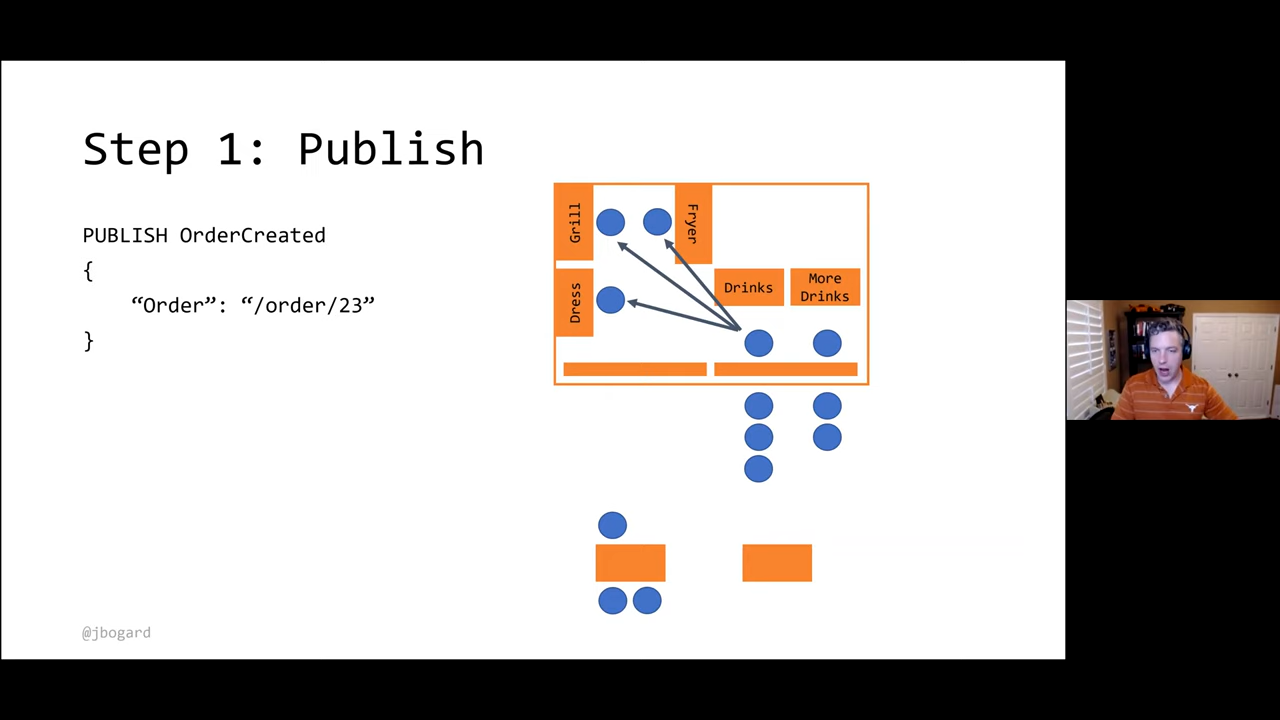 Step 1: Publish
PUBLISH OrderCreated
{
“Order”: “/order/23”
}
Grill
Fryer
Dress
Drinks
More
Drinks
@jbogard